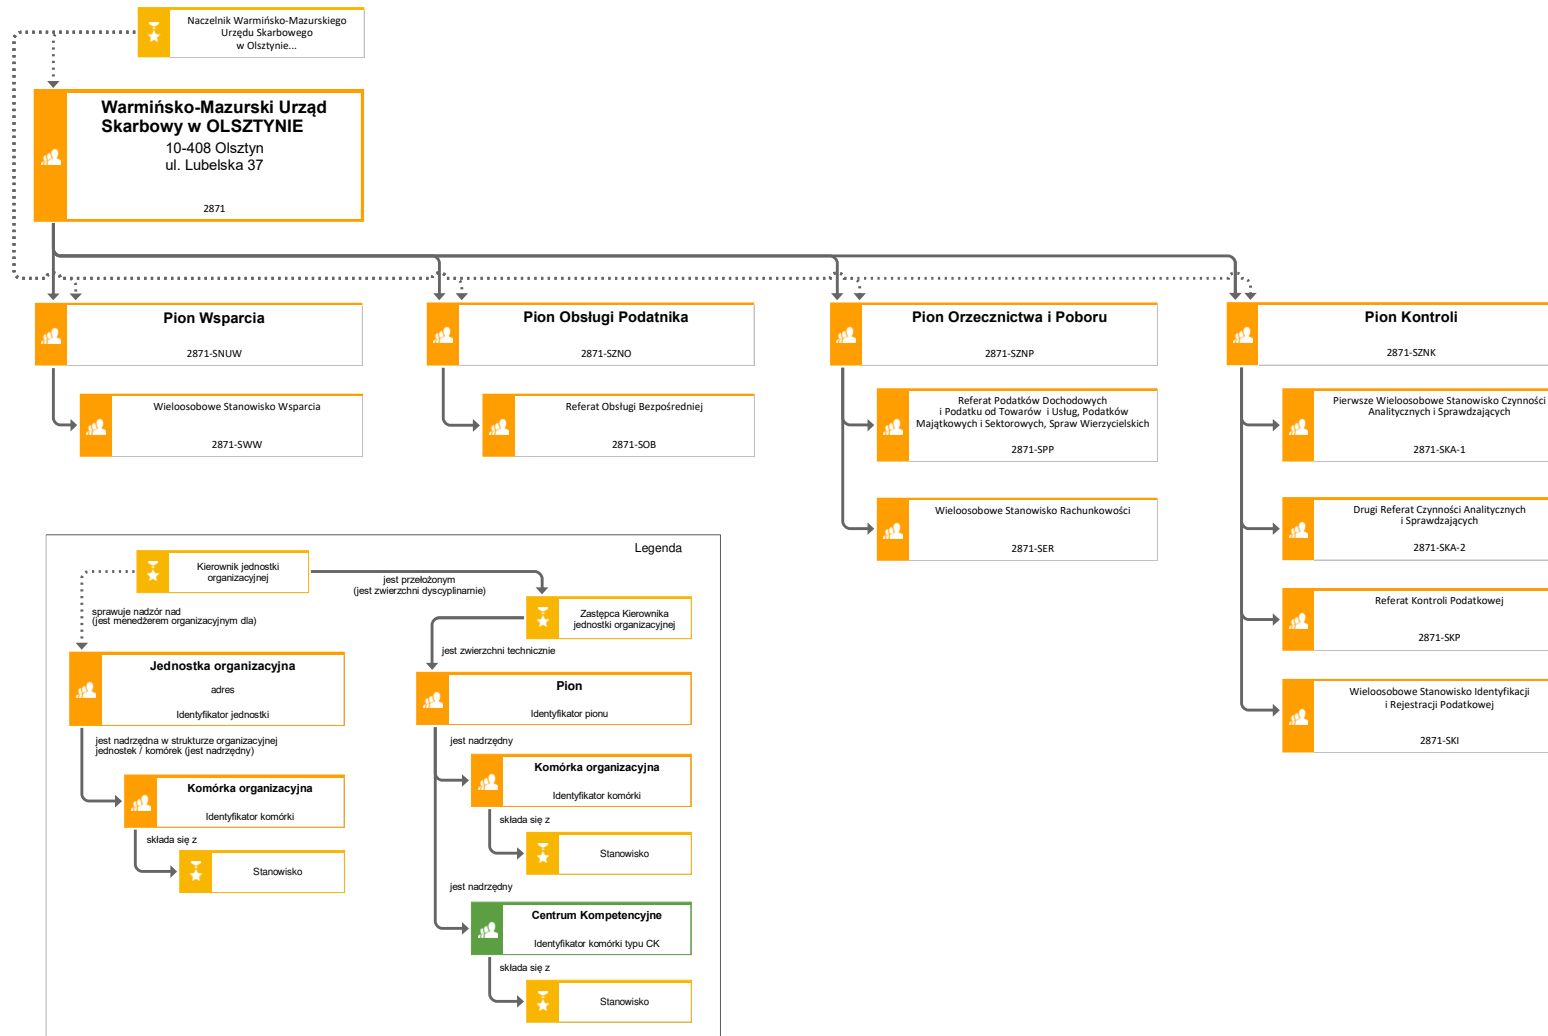 Naczelnik Warmińsko-Mazurskiego
Urzędu Skarbowego
w Olsztynie...
Warmińsko-Mazurski Urząd
Skarbowy w OLSZTYNIE
10-408 Olsztyn
ul. Lubelska 37
2871
Pion Wsparcia
2871-SNUW
Wieloosobowe Stanowisko Wsparcia
2871-SWW
Pion Obsługi Podatnika
2871-SZNO
Referat Obsługi Bezpośredniej
2871-SOB
Pion Orzecznictwa i Poboru
2871-SZNP
Referat Podatków Dochodowych
i Podatku od Towarów i Usług, Podatków
Majątkowych i Sektorowych, Spraw Wierzycielskich
2871-SPP
Wieloosobowe Stanowisko Rachunkowości
2871-SER
Pion Kontroli
2871-SZNK
Pierwsze Wieloosobowe Stanowisko Czynności
Analitycznych i Sprawdzających
2871-SKA-1
Drugi Referat Czynności Analitycznych
i Sprawdzających
2871-SKA-2
Referat Kontroli Podatkowej
2871-SKP
Wieloosobowe Stanowisko Identyfikacji
i Rejestracji Podatkowej
2871-SKI
Legenda
Kierownik jednostki
organizacyjnej
jest przełożonym
(jest zwierzchni dyscyplinarnie)
Zastępca Kierownika
jednostki organizacyjnej
sprawuje nadzór nad
(jest menedżerem organizacyjnym dla)
jest zwierzchni technicznie
Jednostka organizacyjna
adres
Identyfikator jednostki
jest nadrzędna w strukturze organizacyjnej
jednostek / komórek (jest nadrzędny)
Komórka organizacyjna
Identyfikator komórki
składa się z
Stanowisko
Pion
Identyfikator pionu
jest nadrzędny
Komórka organizacyjna
Identyfikator komórki
składa się z
Stanowisko
jest nadrzędny
Centrum Kompetencyjne
Identyfikator komórki typu CK
składa się z
Stanowisko